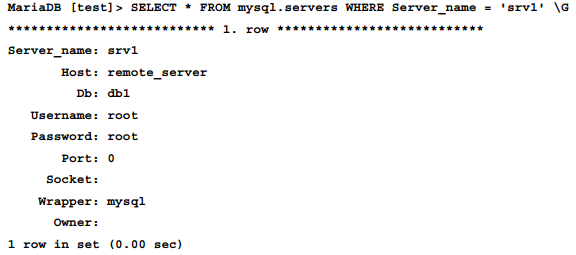 MariaDB [test]> SELECT * FROM mysql.servers WHERE Server_name = 'srv1' \G
*************************** 1. row ***************************
Server_name: srv1
Host: remote_server
Db: db1
Username: root
Password: root
Port: 0
Socket:
Wrapper: mysql
Owner:
1 row in set (0.00 sec)